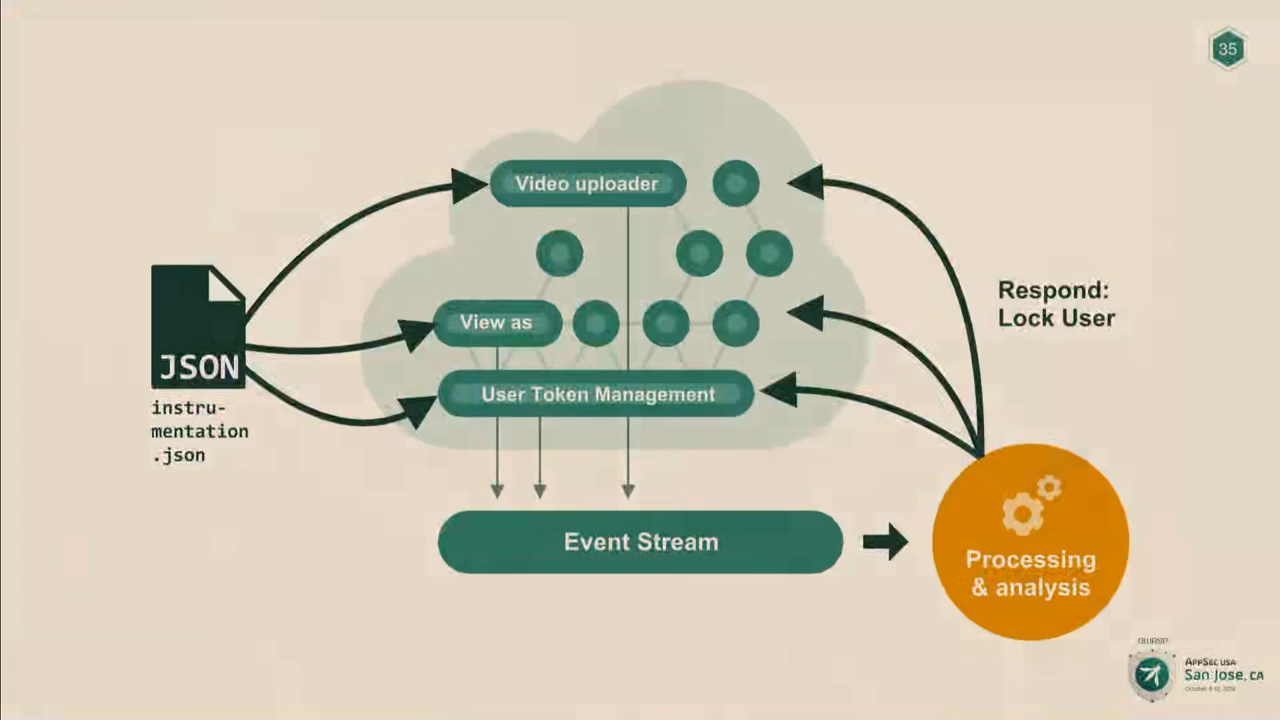 35
Video uploader
Respond:
Lock User
View as
JSON
instru-
mentation
.json
User Token Management
Event Stream
Processing
& analysis
OWASP
AppSec USA
San Jose, CA